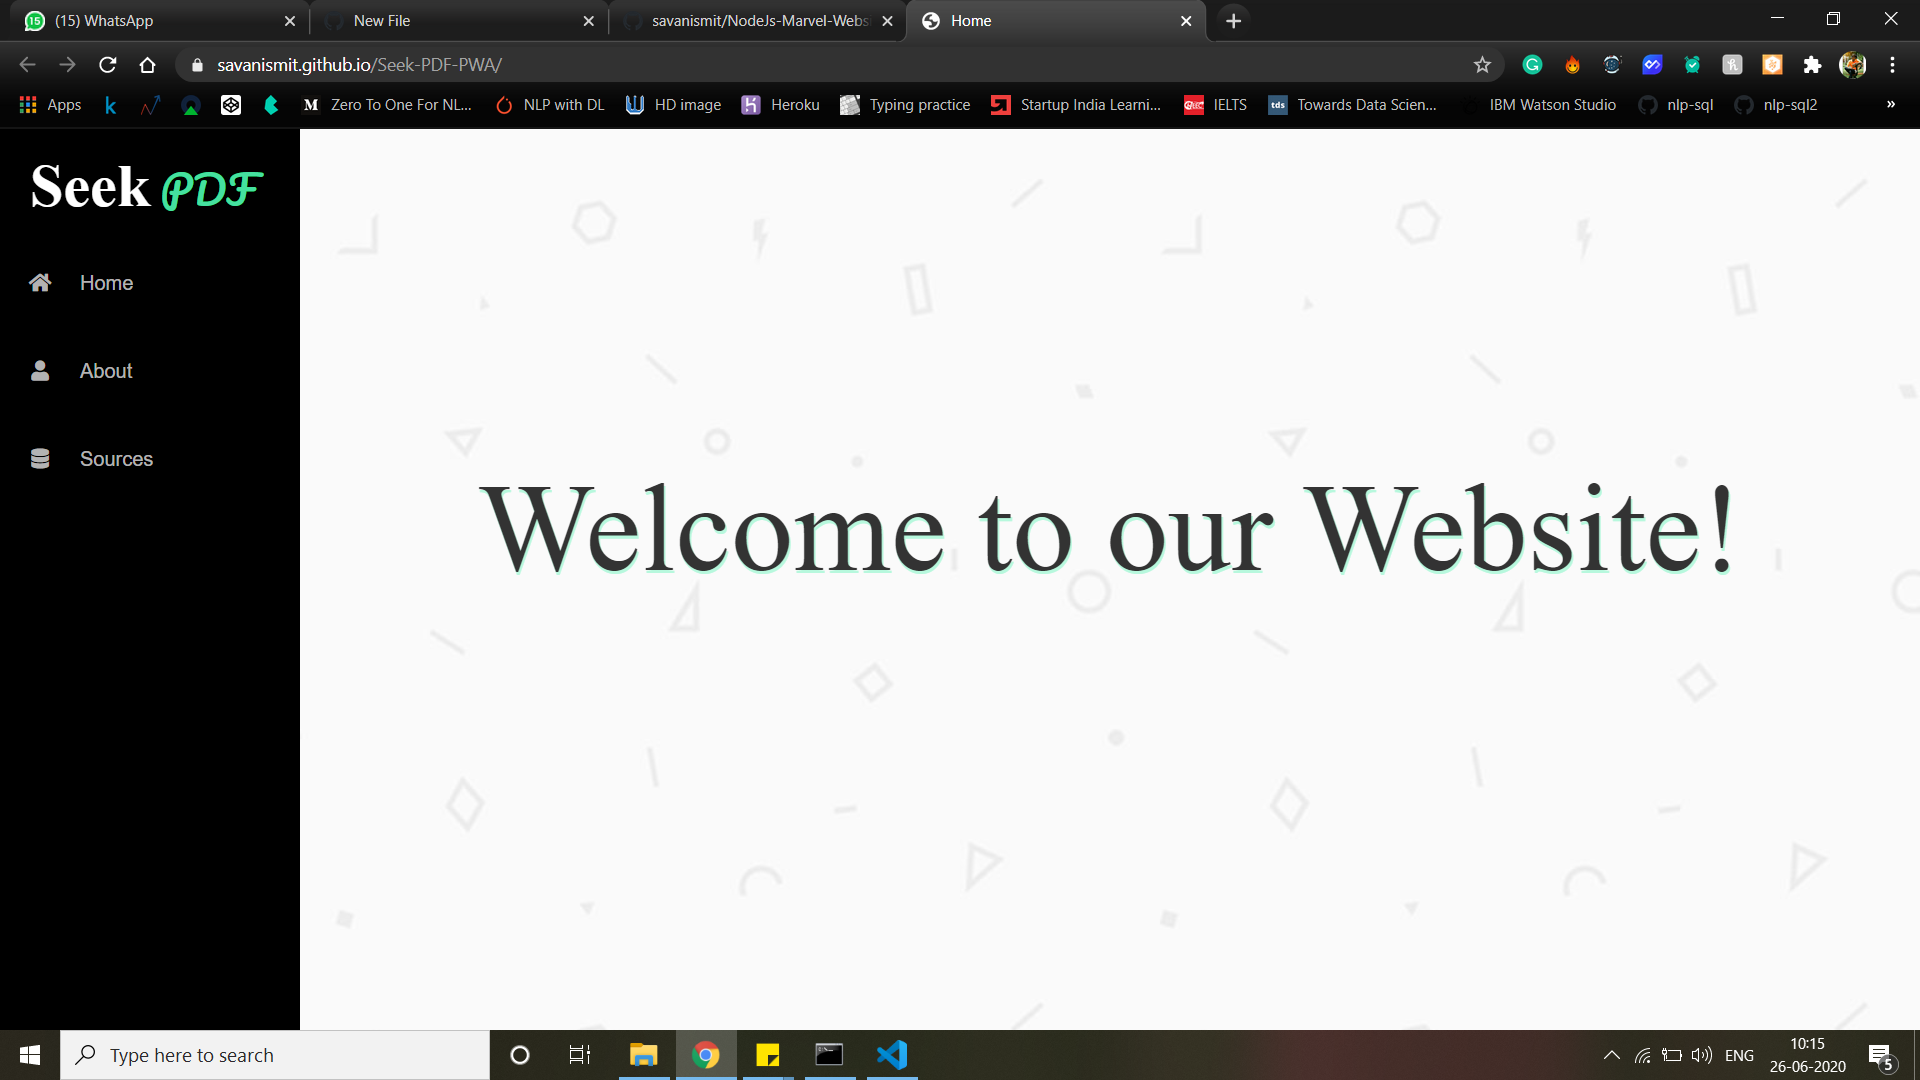 (15) WhatsApp
New File
savanismit/NodeJs-Marvel-Webs
Home
savanismit.github.io/Seek-PDF-PWA/
Apps
Zero To One For NL...
NLP with DL
HD image
Heroku
Typing practice
Startup India Learni...
IELTS
tds
Towards Data Scien...
IBM Watson Studio
nlp-sql
nlp-sql2
»
Seek PDF
Home
About
Sources
Welcome to our Website!
Type here to search
ENG
10:15
26-06-2020
5